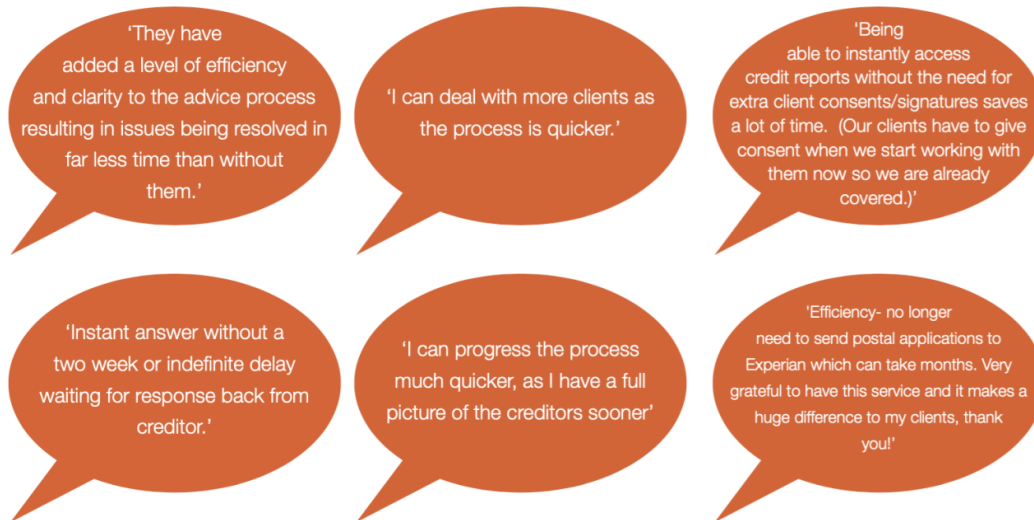 ‘They have
added a level of efficiency
and clarity to the advice process
resulting in issues being resolved in
far less time than without
them.’
‘I can deal with more clients as
the process is quicker.’
‘Being
able to instantly access
credit reports without the need for
extra client consents/signatures saves
a lot of time.  (Our clients have to give
consent when we start working with
them now so we are already
covered.)’
‘Instant answer without a
two week or indefinite delay
waiting for response back from
creditor.’
‘I can progress the process
much quicker, as I have a full
picture of the creditors sooner’
‘Efficiency- no longer
need to send postal applications to
Experian which can take months. Very
grateful to have this service and it makes a
huge difference to my clients, thank
you!’